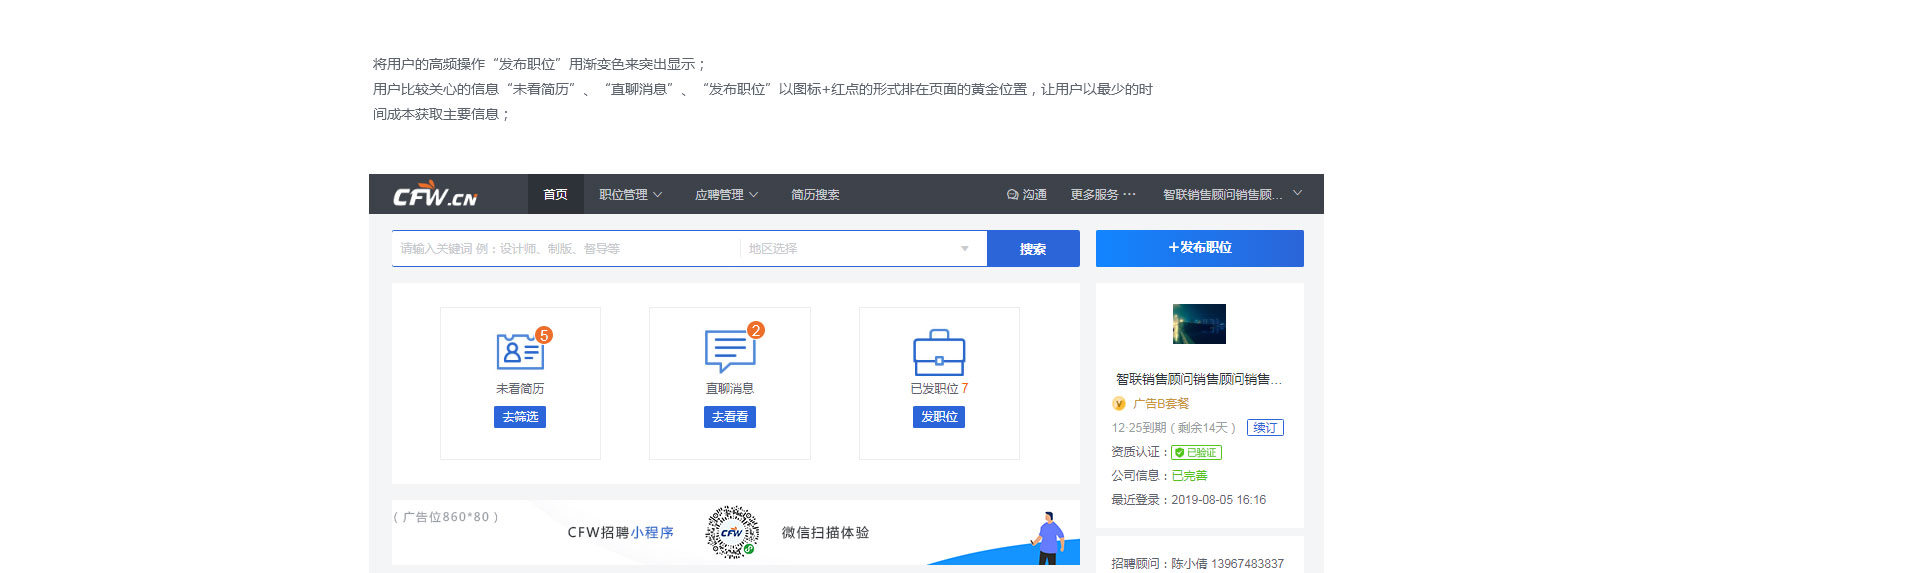 将用户的高频操作“发布职位”用渐变色来突出显示；
用户比较关心的信息“未看简历”、“直聊消息”、“发布职位”以图标+红点的形式排在页面的黄金位置，让用户以最少的时
间成本获取主要信息；
CFW.CN 首页 职位管理 应聘管理 简历搜索 沟通 更多服务 ··· 智联销售顾问销售顾...
请输入关键词 例：设计师、制版、督导等 地区选择 搜索 +发布职位
5 2
未看简历 直聊消息 已发职位 7
去筛选 去看看 发职位
智联销售顾问销售顾问销售...
V 广告B套餐
12·25到期（剩余14天） 续订
资质认证：已验证
公司信息：已完善
最近登录：2019-08-05 16:16
（广告位860*80）
CFW招聘小程序 CFW 微信扫描体验
招聘顾问：陈小倩 13967483837